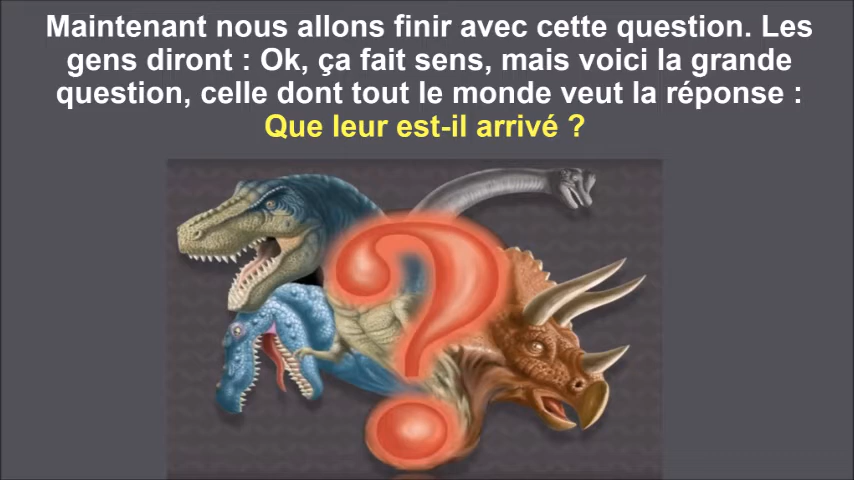 Maintenant nous allons finir avec cette question. Les
gens diront : Ok, ça fait sens, mais voici la grande
question, celle dont tout le monde veut la réponse :
Que leur est-il arrivé ?